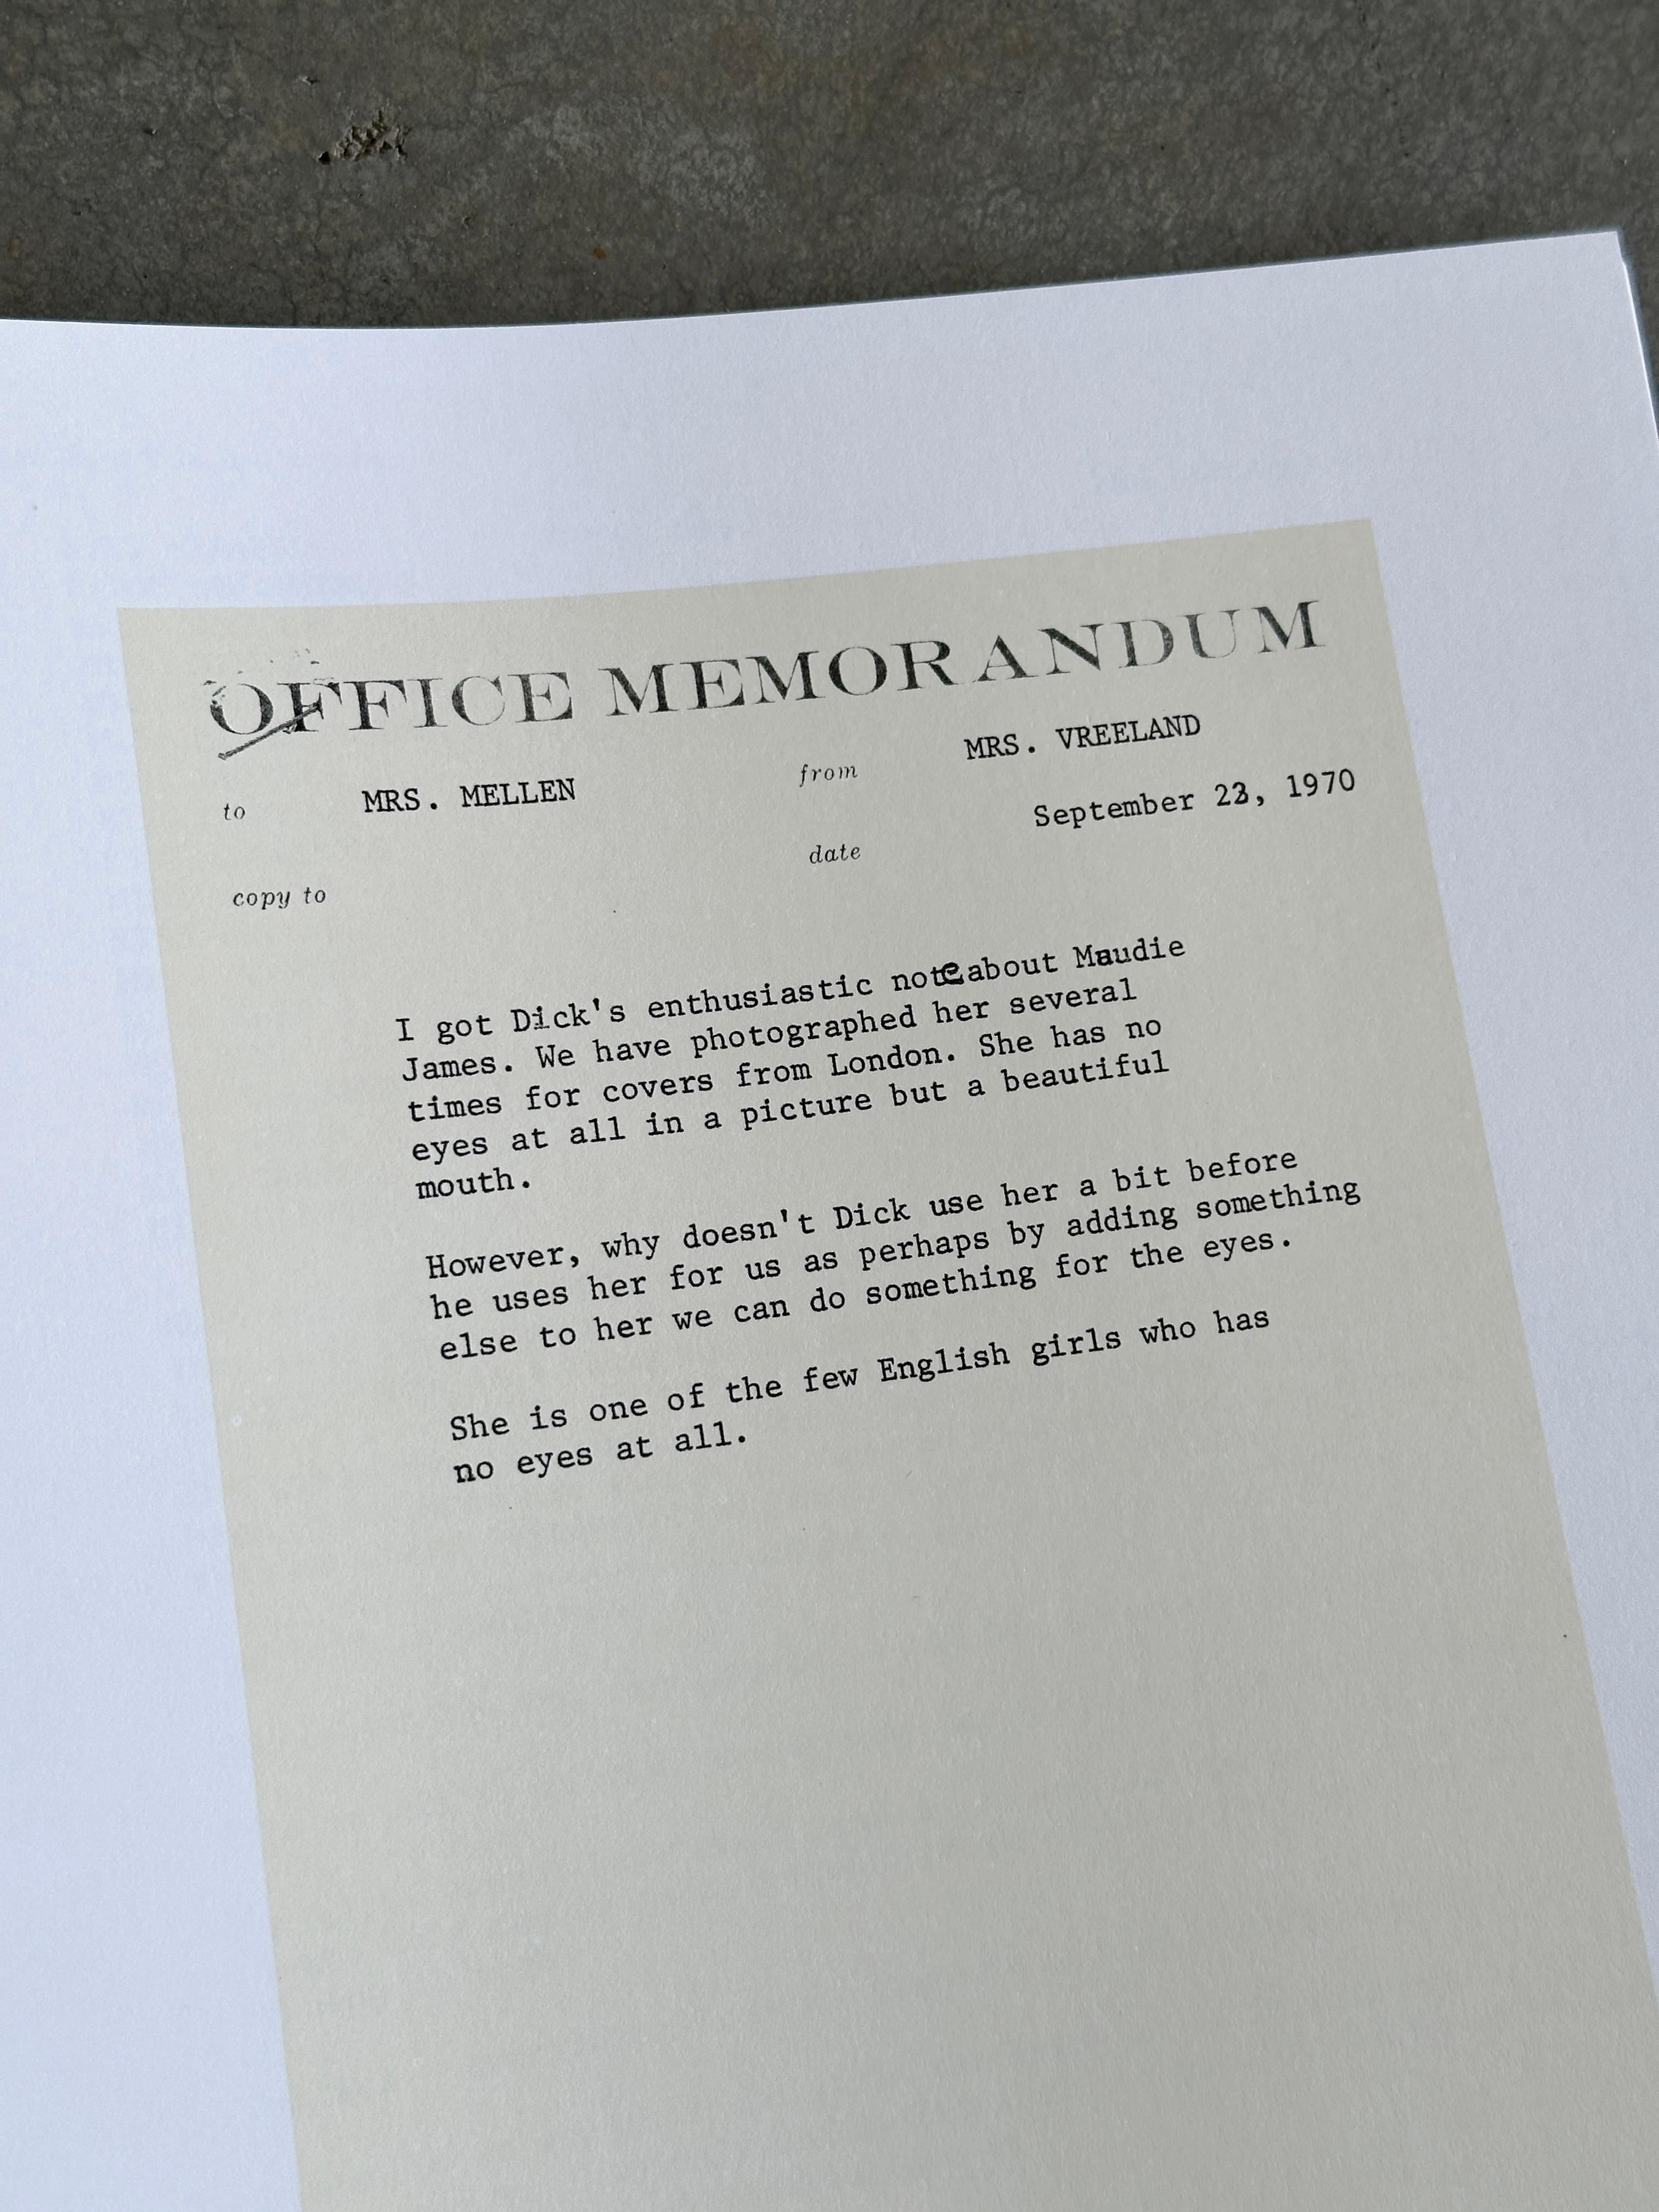 OFFICE MEMORANDUM
to MRS. MELLEN from MRS. VREELAND
date September 23, 1970
copy to
I got Dick's enthusiastic note about Maudie
James. We have photographed her several
times for covers from London. She has no
eyes at all in a picture but a beautiful
mouth.
However, why doesn't Dick use her a bit before
he uses her for us as perhaps by adding something
else to her we can do something for the eyes.
She is one of the few English girls who has
no eyes at all.